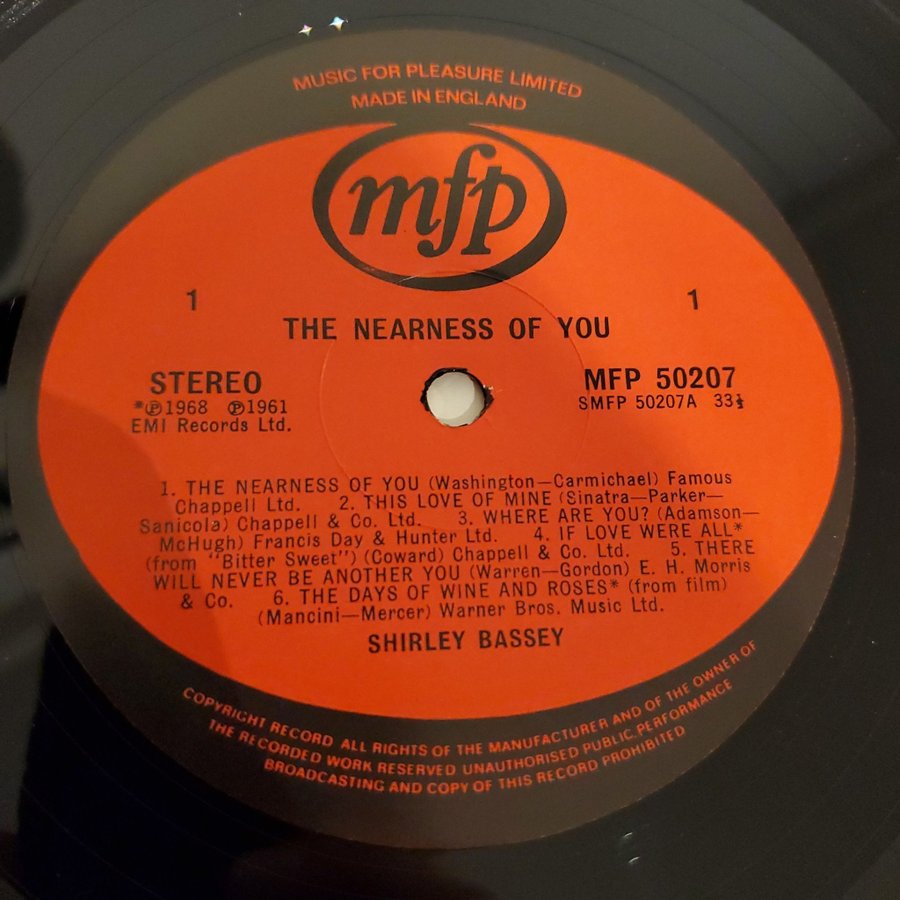 MUSIC FOR PLEASURE LIMITED
MADE IN ENGLAND
mfp
1 1
THE NEARNESS OF YOU
STEREO MFP 50207
*℗1968 ℗1961 SMFP 50207A 33⅓
EMI Records Ltd.
1. THE NEARNESS OF YOU (Washington—Carmichael) Famous
Chappell Ltd. 2. THIS LOVE OF MINE (Sinatra—Parker—
Sanicola) Chappell & Co. Ltd. 3. WHERE ARE YOU? (Adamson—
McHugh) Francis Day & Hunter Ltd. 4. IF LOVE WERE ALL*
(from "Bitter Sweet") (Coward) Chappell & Co. Ltd. 5. THERE
WILL NEVER BE ANOTHER YOU (Warren—Gordon) E. H. Morris
& Co. 6. THE DAYS OF WINE AND ROSES* (from film)
(Mancini—Mercer) Warner Bros. Music Ltd.
SHIRLEY BASSEY
COPYRIGHT RECORD ALL RIGHTS OF THE MANUFACTURER AND OF THE OWNER OF
THE RECORDED WORK RESERVED UNAUTHORISED PUBLIC PERFORMANCE
BROADCASTING AND COPY OF THIS RECORD PROHIBITED